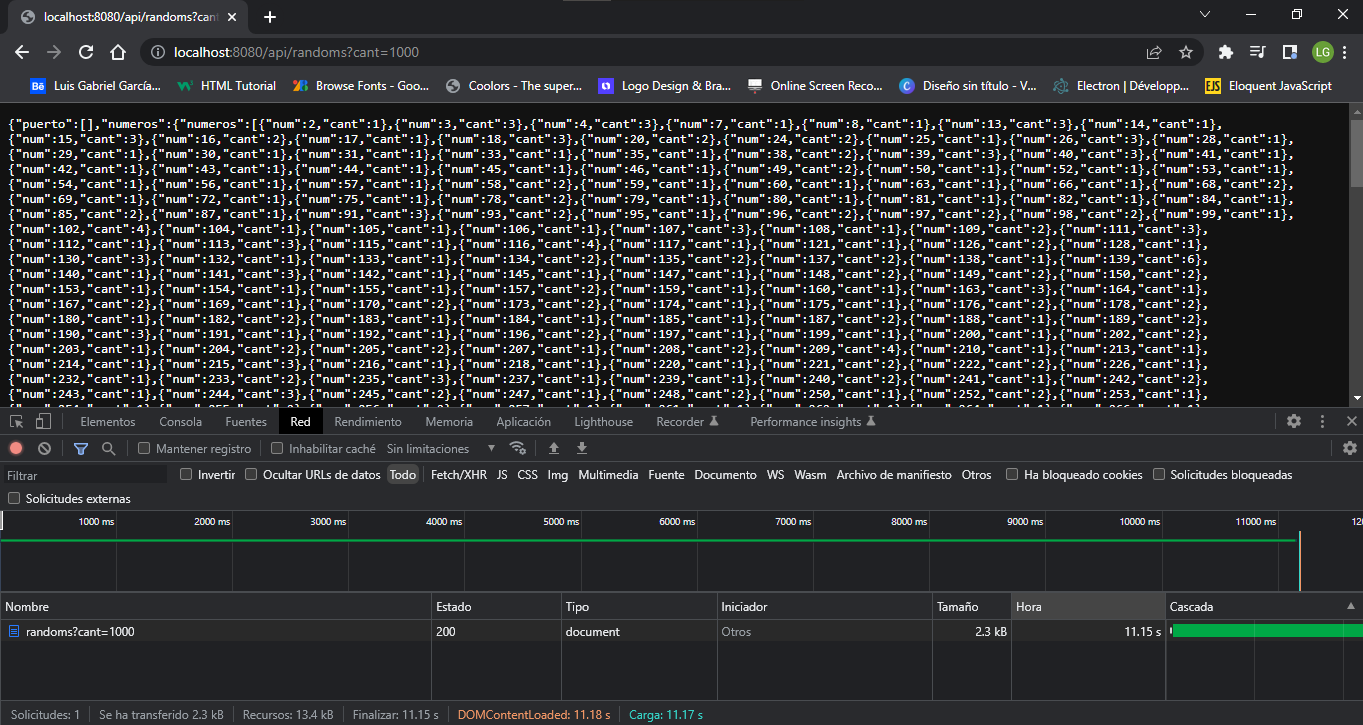 localhost:8080/api/randoms?cant
localhost:8080/api/randoms?cant=1000
LG
Bē Luis Gabriel García... HTML Tutorial Browse Fonts - Goo... Coolors - The super... Logo Design & Bra... Online Screen Reco... C Diseño sin título - V... Electron | Développ... EJS Eloquent JavaScript
{"puerto":[],"numeros":{"numeros":[{"num":2,"cant":1},{"num":3,"cant":3},{"num":4,"cant":3},{"num":7,"cant":1},{"num":8,"cant":1},{"num":13,"cant":3},{"num":14,"cant":1},
{"num":15,"cant":3},{"num":16,"cant":2},{"num":17,"cant":1},{"num":18,"cant":3},{"num":20,"cant":2},{"num":24,"cant":2},{"num":25,"cant":1},{"num":26,"cant":3},{"num":28,"cant":1},
{"num":29,"cant":1},{"num":30,"cant":1},{"num":31,"cant":1},{"num":33,"cant":1},{"num":35,"cant":1},{"num":38,"cant":2},{"num":39,"cant":3},{"num":40,"cant":3},{"num":41,"cant":1},
{"num":42,"cant":1},{"num":43,"cant":1},{"num":44,"cant":1},{"num":45,"cant":1},{"num":46,"cant":1},{"num":49,"cant":2},{"num":50,"cant":1},{"num":52,"cant":1},{"num":53,"cant":1},
{"num":54,"cant":1},{"num":56,"cant":1},{"num":57,"cant":1},{"num":58,"cant":2},{"num":59,"cant":1},{"num":60,"cant":1},{"num":63,"cant":1},{"num":66,"cant":1},{"num":68,"cant":2},
{"num":69,"cant":1},{"num":72,"cant":1},{"num":75,"cant":1},{"num":78,"cant":2},{"num":79,"cant":1},{"num":80,"cant":1},{"num":81,"cant":1},{"num":82,"cant":1},{"num":84,"cant":1},
{"num":85,"cant":2},{"num":87,"cant":1},{"num":91,"cant":3},{"num":93,"cant":2},{"num":95,"cant":1},{"num":96,"cant":2},{"num":97,"cant":2},{"num":98,"cant":2},{"num":99,"cant":1},
{"num":102,"cant":4},{"num":104,"cant":1},{"num":105,"cant":1},{"num":106,"cant":1},{"num":107,"cant":3},{"num":108,"cant":1},{"num":109,"cant":2},{"num":111,"cant":3},
{"num":112,"cant":1},{"num":113,"cant":3},{"num":115,"cant":1},{"num":116,"cant":4},{"num":117,"cant":1},{"num":121,"cant":1},{"num":126,"cant":2},{"num":128,"cant":1},
{"num":130,"cant":3},{"num":132,"cant":1},{"num":133,"cant":1},{"num":134,"cant":2},{"num":135,"cant":2},{"num":137,"cant":2},{"num":138,"cant":1},{"num":139,"cant":6},
{"num":140,"cant":1},{"num":141,"cant":3},{"num":142,"cant":1},{"num":145,"cant":1},{"num":147,"cant":1},{"num":148,"cant":2},{"num":149,"cant":2},{"num":150,"cant":2},
{"num":153,"cant":1},{"num":154,"cant":1},{"num":155,"cant":1},{"num":157,"cant":2},{"num":159,"cant":1},{"num":160,"cant":1},{"num":163,"cant":3},{"num":164,"cant":1},
{"num":167,"cant":2},{"num":169,"cant":1},{"num":170,"cant":2},{"num":173,"cant":2},{"num":174,"cant":1},{"num":175,"cant":1},{"num":176,"cant":2},{"num":178,"cant":2},
{"num":180,"cant":1},{"num":182,"cant":2},{"num":183,"cant":1},{"num":184,"cant":1},{"num":185,"cant":1},{"num":187,"cant":2},{"num":188,"cant":1},{"num":189,"cant":2},
{"num":190,"cant":3},{"num":191,"cant":1},{"num":192,"cant":1},{"num":196,"cant":2},{"num":197,"cant":2},{"num":199,"cant":1},{"num":200,"cant":1},{"num":202,"cant":2},
{"num":203,"cant":1},{"num":204,"cant":2},{"num":205,"cant":2},{"num":207,"cant":1},{"num":208,"cant":2},{"num":209,"cant":4},{"num":210,"cant":1},{"num":213,"cant":1},
{"num":214,"cant":1},{"num":215,"cant":3},{"num":216,"cant":1},{"num":218,"cant":1},{"num":220,"cant":1},{"num":221,"cant":2},{"num":222,"cant":2},{"num":226,"cant":1},
{"num":232,"cant":1},{"num":233,"cant":2},{"num":235,"cant":3},{"num":237,"cant":1},{"num":239,"cant":1},{"num":240,"cant":2},{"num":241,"cant":1},{"num":242,"cant":2},
{"num":243,"cant":1},{"num":244,"cant":3},{"num":245,"cant":2},{"num":247,"cant":1},{"num":248,"cant":2},{"num":250,"cant":1},{"num":252,"cant":2},{"num":253,"cant":1},
Elementos Consola Fuentes Red Rendimiento Memoria Aplicación Lighthouse Recorder Performance insights
Mantener registro Inhabilitar caché Sin limitaciones
Filtrar Invertir Ocultar URLs de datos Todo Fetch/XHR JS CSS Img Multimedia Fuente Documento WS Wasm Archivo de manifiesto Otros Ha bloqueado cookies Solicitudes bloqueadas
Solicitudes externas
1000 ms 2000 ms 3000 ms 4000 ms 5000 ms 6000 ms 7000 ms 8000 ms 9000 ms 10000 ms 11000 ms 120
Nombre Estado Tipo Iniciador Tamaño Hora Cascada
randoms?cant=1000 200 document Otros 2.3 kB 11.15 s
Solicitudes: 1 Se ha transferido 2.3 kB Recursos: 13.4 kB Finalizar: 11.15 s DOMContentLoaded: 11.18 s Carga: 11.17 s